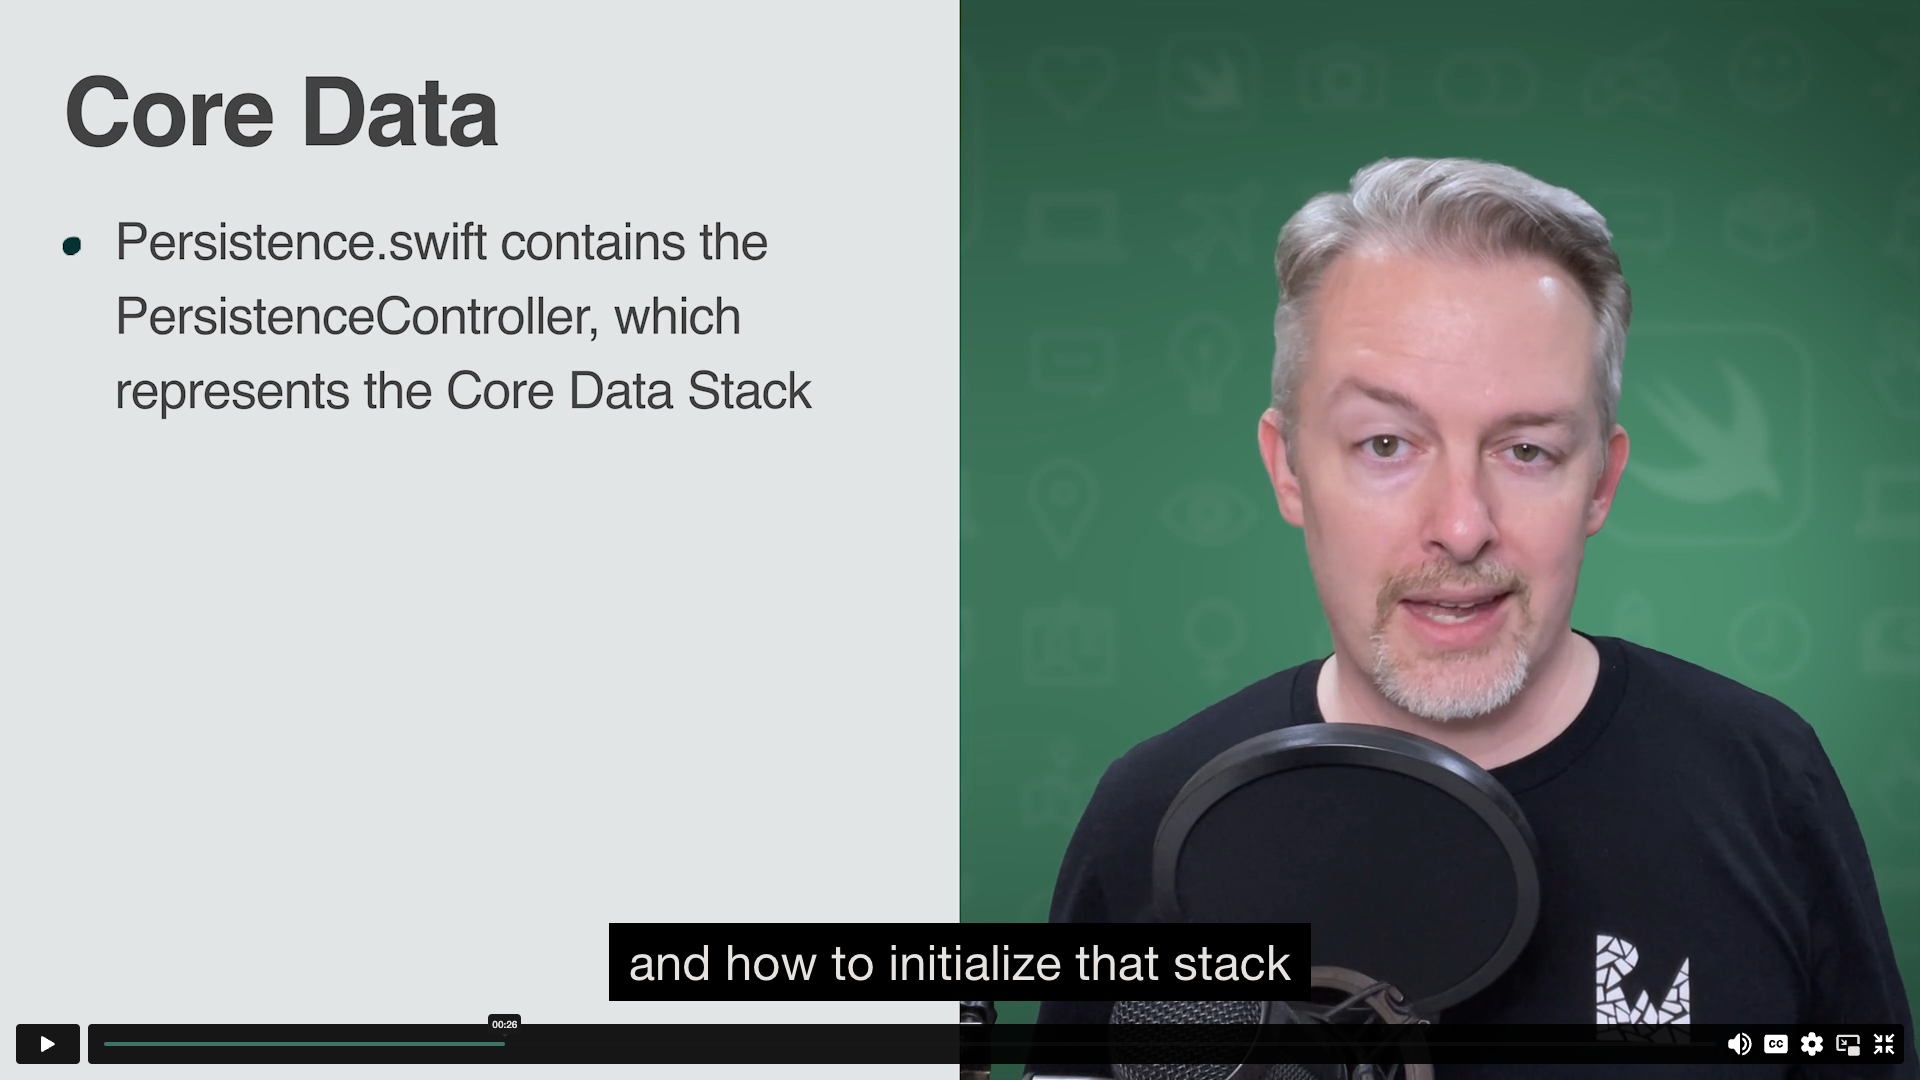 Core Data
Persistence.swift contains the
PersistenceController, which
represents the Core Data Stack
and how to initialize that stack
00:26
CC